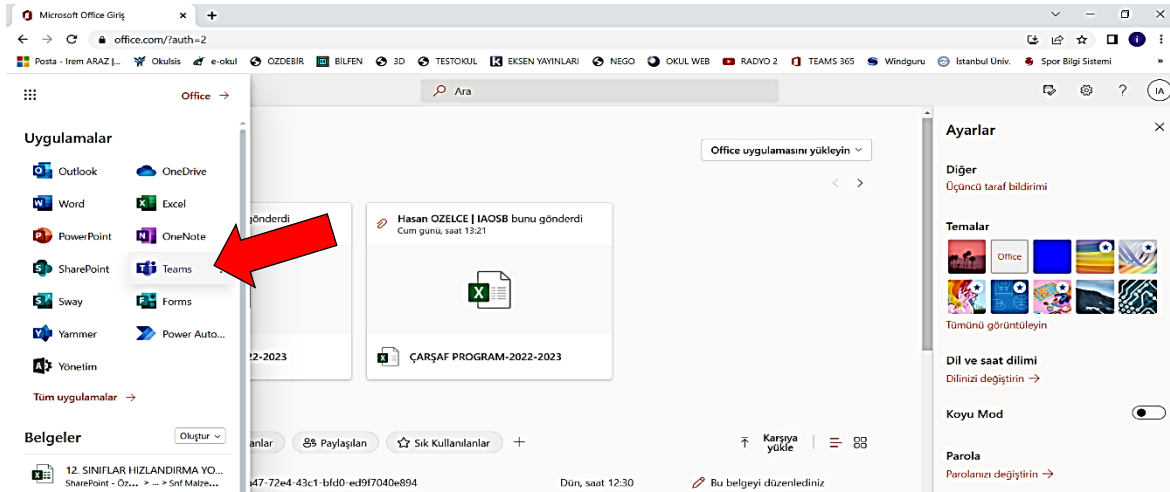 Microsoft Office Giriş
office.com/?auth=2
Posta - Irem ARAZ |... Okulsis e-okul ÖZDEBİR BİLFEN 3D TESTOKUL EKSEN YAYINLARI NEGO OKUL WEB RADYO 2 TEAMS 365 Windguru İstanbul Üniv. Spor Bilgi Sistemi »
Office →
Ara
? IA
Uygulamalar
Outlook OneDrive
Word Excel
PowerPoint OneNote
SharePoint Teams
Sway Forms
Yammer Power Auto...
Yönetim
Tüm uygulamalar →
Belgeler
Oluştur
12. SINIFLAR HIZLANDIRMA YO...
SharePoint - Öz... > ... > Snf Malze...
Office uygulamasını yükleyin
gönderdi
Hasan OZELCE | IAOSB bunu gönderdi
Cum günü, saat 13:21
22-2023
ÇARŞAF PROGRAM-2022-2023
anlar Paylaşılan Sık Kullanılanlar +
Karşıya
yükle
47-72e4-43c1-bfd0-ed9f7040e894 Dün, saat 12:30 Bu belgeyi düzenlediniz
Ayarlar
Diğer
Üçüncü taraf bildirimi
Temalar
Office
Tümünü görüntüleyin
Dil ve saat dilimi
Dilinizi değiştirin →
Koyu Mod
Parola
Parolanızı değiştirin →